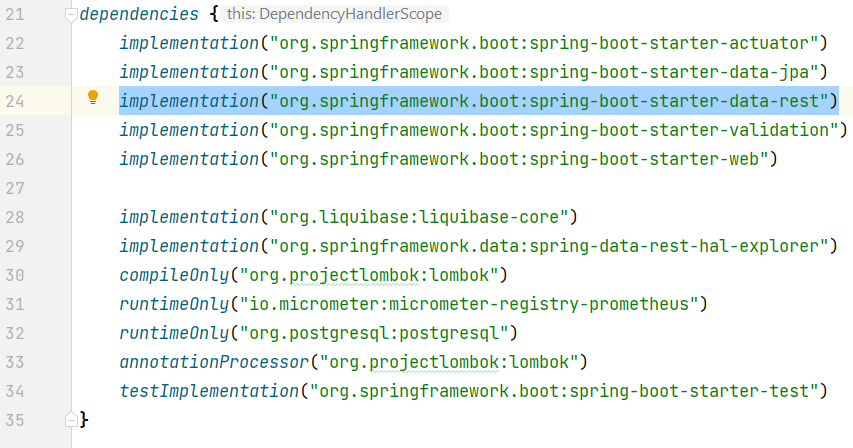 21 dependencies { this: DependencyHandlerScope
22 implementation("org.springframework.boot:spring-boot-starter-actuator")
23 implementation("org.springframework.boot:spring-boot-starter-data-jpa")
24 implementation("org.springframework.boot:spring-boot-starter-data-rest")
25 implementation("org.springframework.boot:spring-boot-starter-validation")
26 implementation("org.springframework.boot:spring-boot-starter-web")
27
28 implementation("org.liquibase:liquibase-core")
29 implementation("org.springframework.data:spring-data-rest-hal-explorer")
30 compileOnly("org.projectlombok:lombok")
31 runtimeOnly("io.micrometer:micrometer-registry-prometheus")
32 runtimeOnly("org.postgresql:postgresql")
33 annotationProcessor("org.projectlombok:lombok")
34 testImplementation("org.springframework.boot:spring-boot-starter-test")
35 }